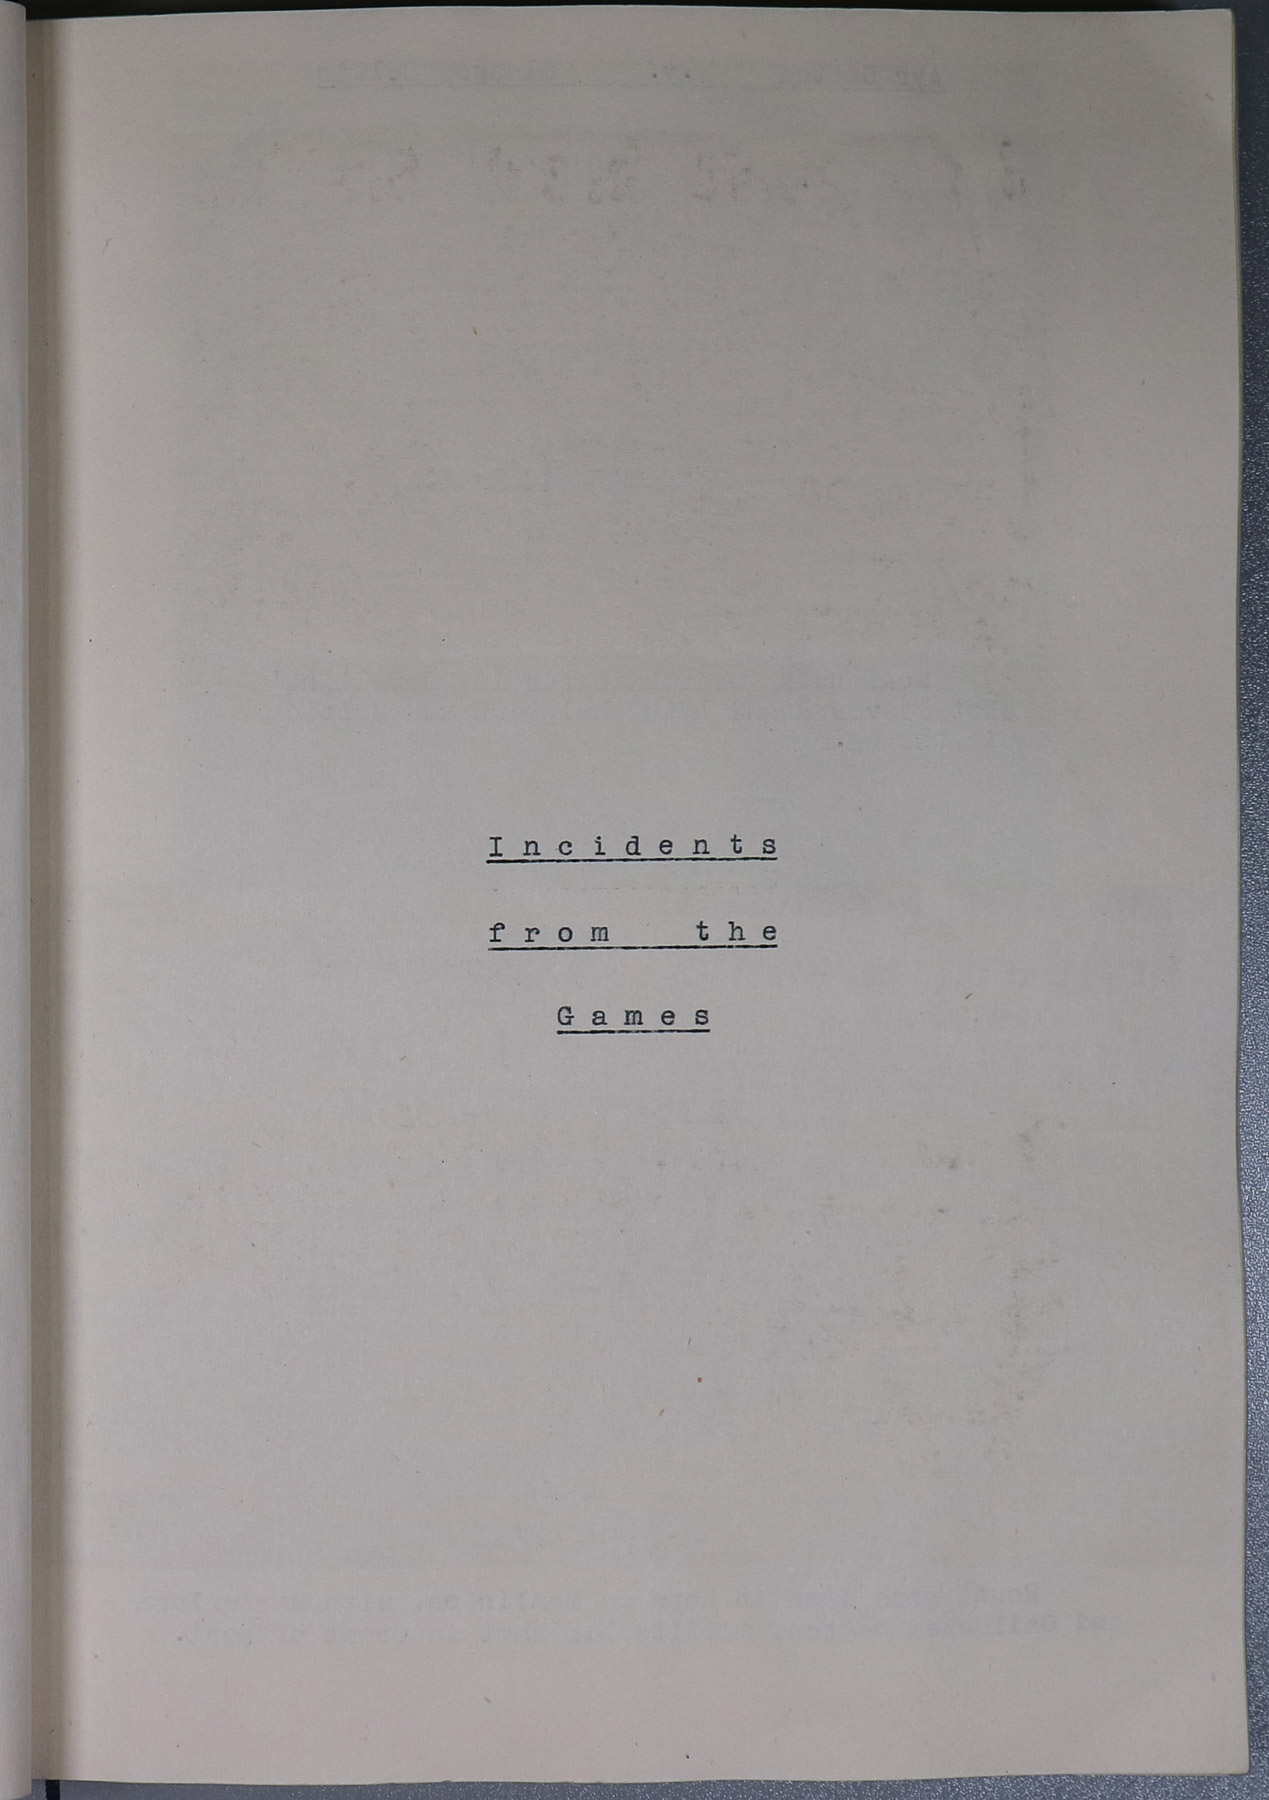 Incidents
from the
Games